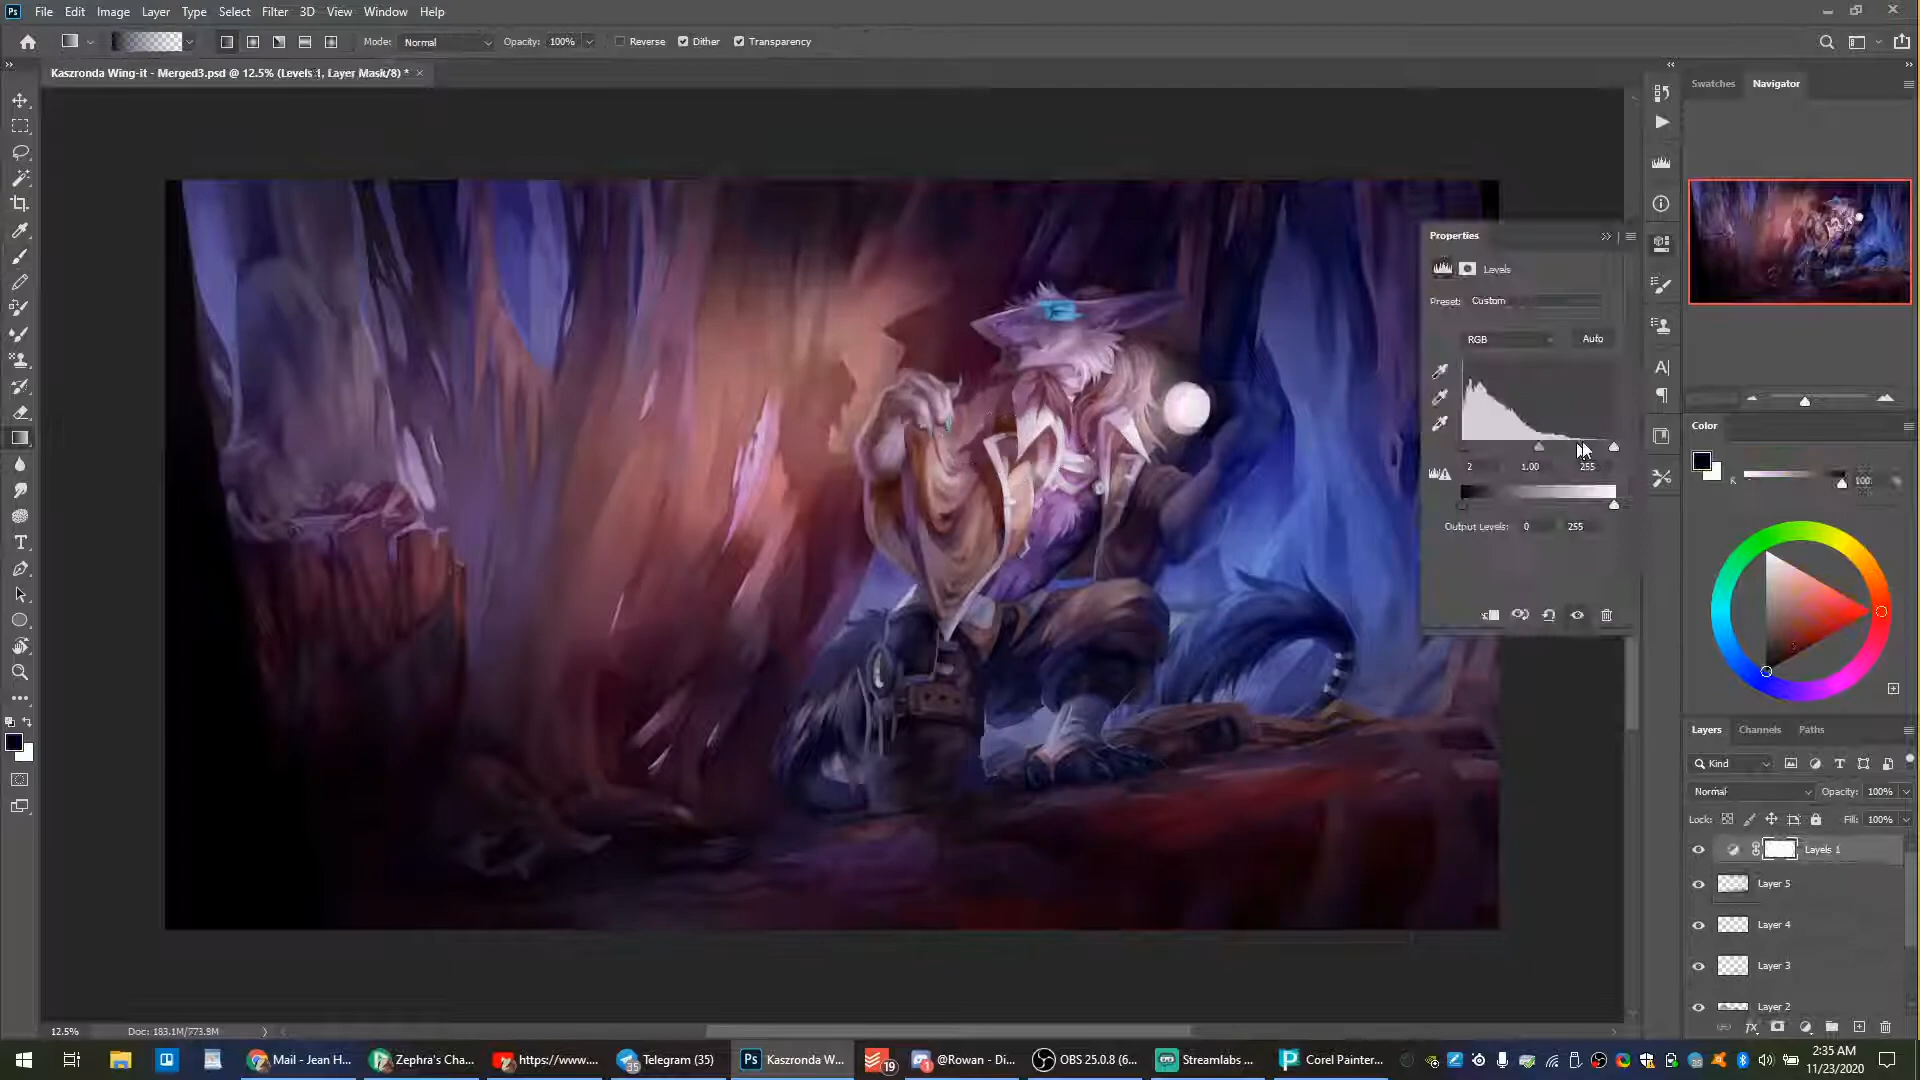 File Edit Image Layer Type Select Filter 3D View Window Help
Mode: Normal Opacity: 100% Reverse Dither Transparency
Kaszronda Wing-it - Merged3.psd @ 12.5% (Levels 1, Layer Mask/8) *
Swatches Navigator
Properties
Levels
Preset: Custom
RGB Auto
2 1.00 255
Output Levels: 0 255
Color
K 100
Layers Channels Paths
Kind
Normal Opacity: 100%
Lock: Fill: 100%
Levels 1
Layer 5
Layer 4
Layer 3
Layer 2
12.5% Doc: 183.1M/773.9M
Mail - Jean H... Zephra's Cha... https://www.... Telegram (35) Kaszronda W... 19 @Rowan - Di... OBS 25.0.8 (6... Streamlabs ... Corel Painter...
2:35 AM
11/23/2020